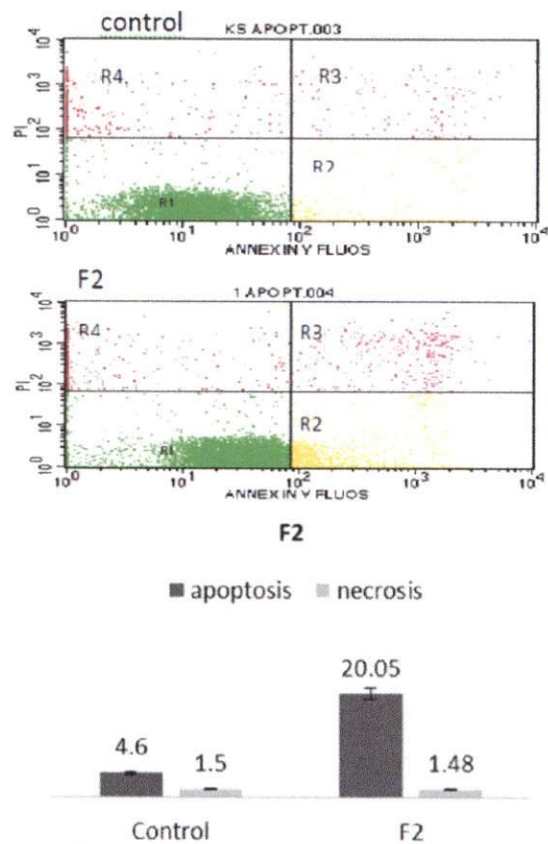 control
KS APOPT.003
10^4
R4.
R3
10^3
PI
10^2
R2
10^1
R1
10^0
10^0 10^1 10^2 10^3 10^4
ANNEXIN V FLUOS
F2
1 APOPT.004
10^4
R4
R3
10^3
PI
10^2
R2
10^1
R1
10^0
10^0 10^1 10^2 10^3 10^4
ANNEXIN V FLUOS
F2
apoptosis necrosis
20.05
4.6
1.5
1.48
Control F2